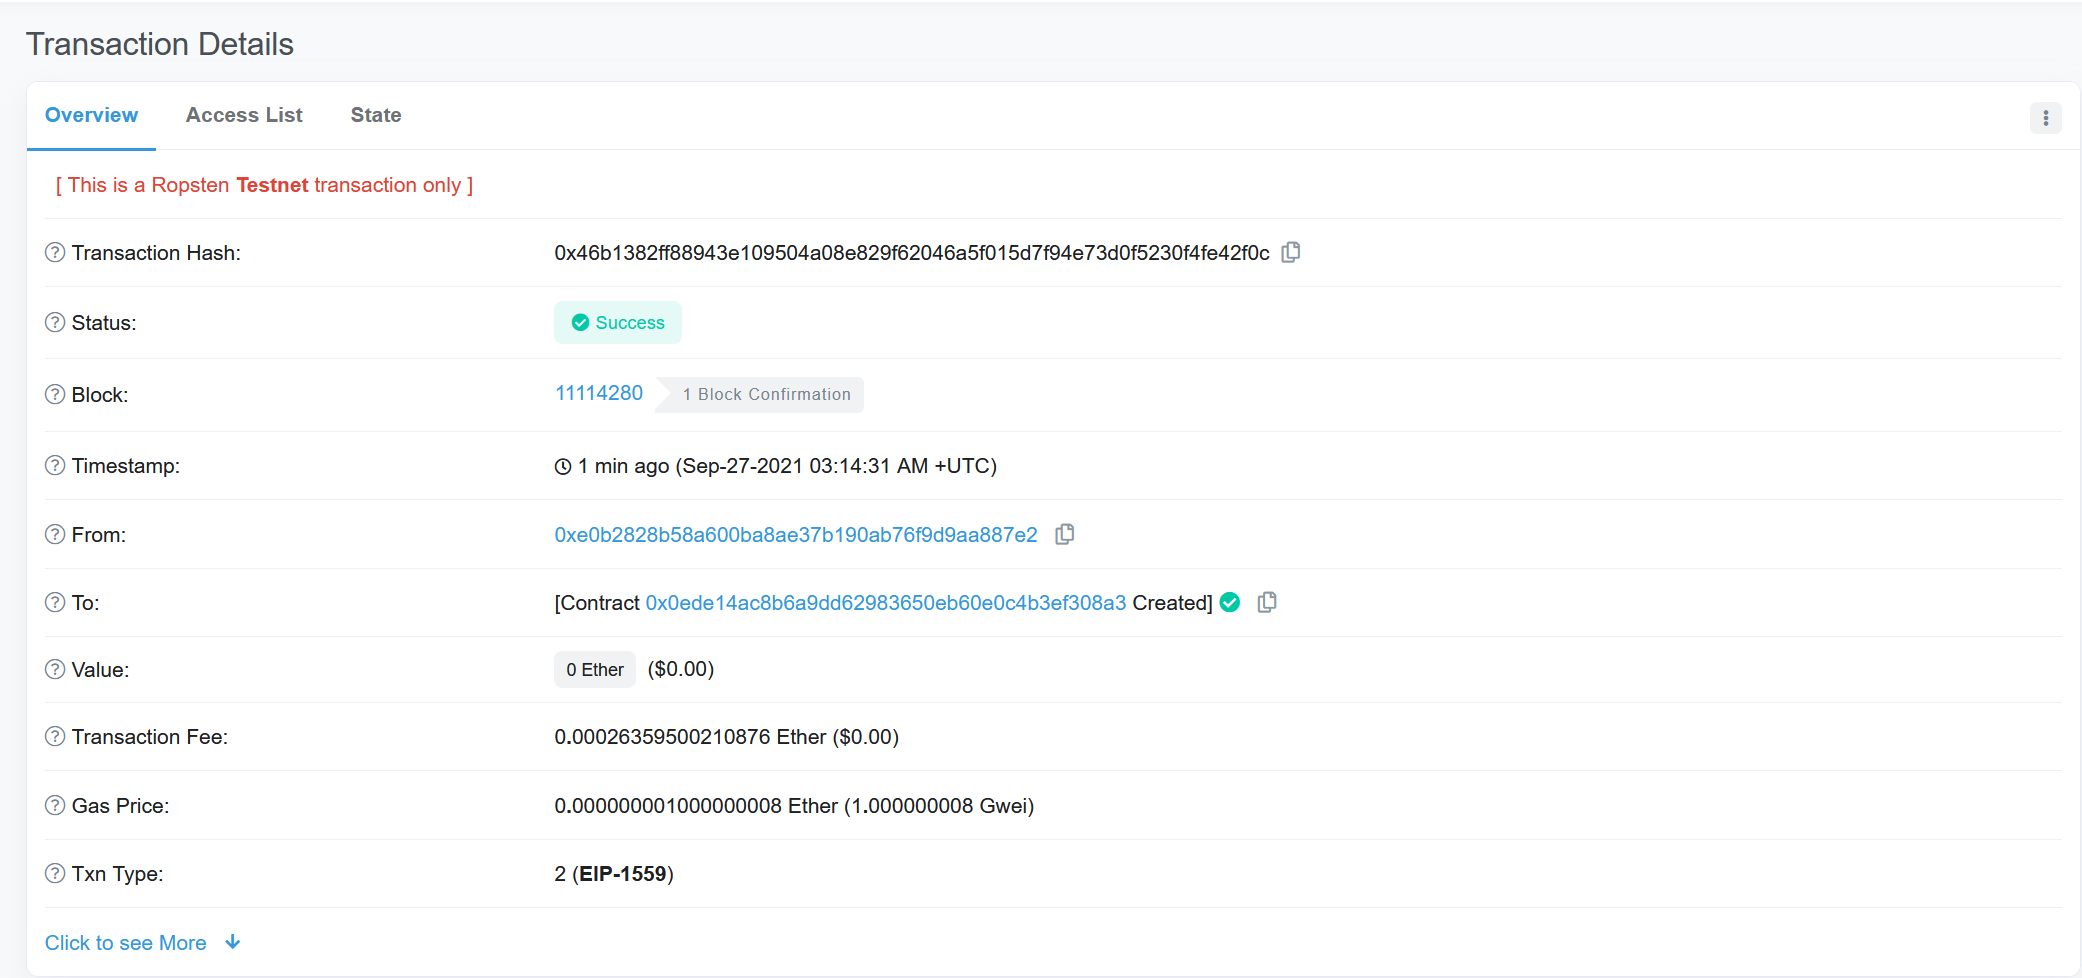 Transaction Details
Overview Access List State
[ This is a Ropsten Testnet transaction only ]
Transaction Hash: 0x46b1382ff88943e109504a08e829f62046a5f015d7f94e73d0f5230f4fe42f0c
Status: Success
Block: 11114280 1 Block Confirmation
Timestamp: 1 min ago (Sep-27-2021 03:14:31 AM +UTC)
From: 0xe0b2828b58a600ba8ae37b190ab76f9d9aa887e2
To: [Contract 0x0ede14ac8b6a9dd62983650eb60e0c4b3ef308a3 Created]
Value: 0 Ether ($0.00)
Transaction Fee: 0.00026359500210876 Ether ($0.00)
Gas Price: 0.000000001000000008 Ether (1.000000008 Gwei)
Txn Type: 2 (EIP-1559)
Click to see More